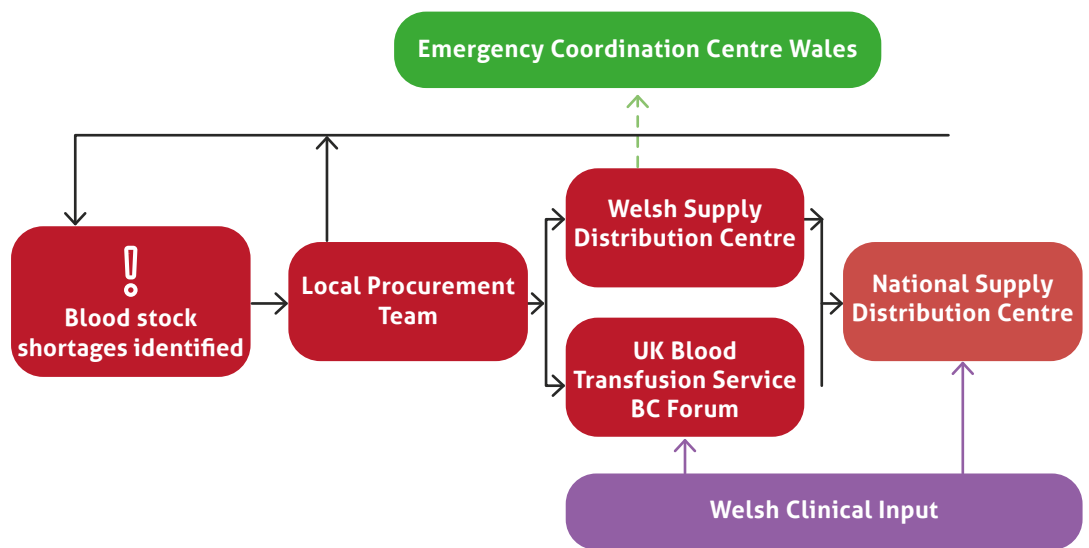 Emergency Coordination Centre Wales
!
Blood stock
shortages identified
Local Procurement
Team
Welsh Supply
Distribution Centre
UK Blood
Transfusion Service
BC Forum
National Supply
Distribution Centre
Welsh Clinical Input